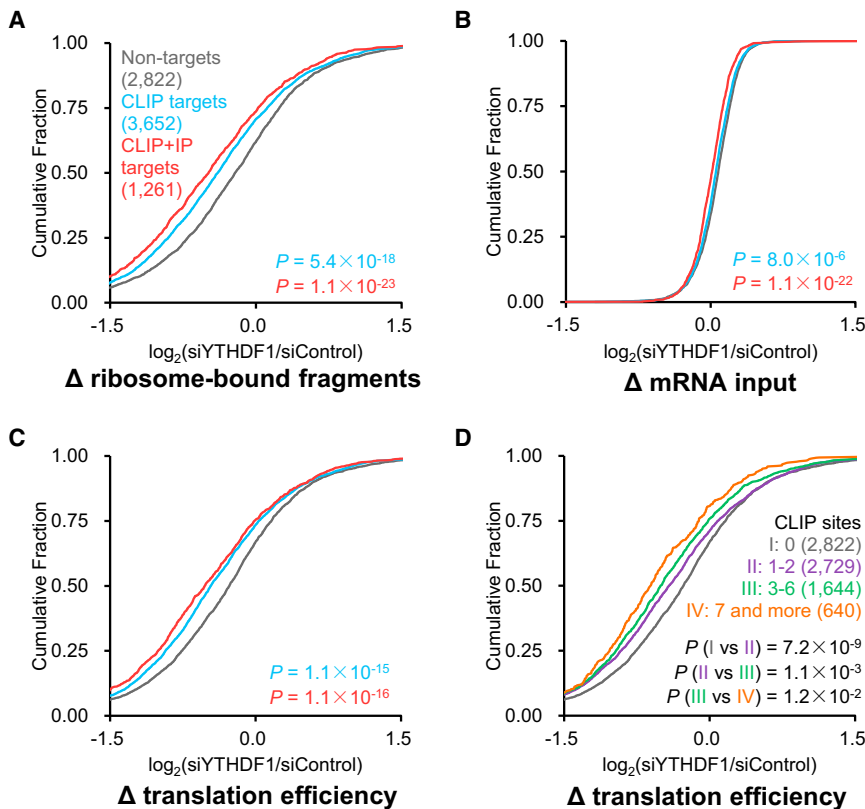 A
1.00
0.75
0.50
0.25
0.00
Cumulative Fraction
Non-targets
(2,822)
CLIP targets
(3,652)
CLIP+IP
targets
(1,261)
P = 5.4×10⁻¹⁸
P = 1.1×10⁻²³
-1.5 0.0 1.5
log₂(siYTHDF1/siControl)
Δ ribosome-bound fragments
B
1.00
0.75
0.50
0.25
0.00
Cumulative Fraction
P = 8.0×10⁻⁶
P = 1.1×10⁻²²
-1.5 0.0 1.5
log₂(siYTHDF1/siControl)
Δ mRNA input
C
1.00
0.75
0.50
0.25
0.00
Cumulative Fraction
P = 1.1×10⁻¹⁵
P = 1.1×10⁻¹⁶
-1.5 0.0 1.5
log₂(siYTHDF1/siControl)
Δ translation efficiency
D
1.00
0.75
0.50
0.25
0.00
Cumulative Fraction
CLIP sites
I: 0 (2,822)
II: 1-2 (2,729)
III: 3-6 (1,644)
IV: 7 and more (640)
P (I vs II) = 7.2×10⁻⁹
P (II vs III) = 1.1×10⁻³
P (III vs IV) = 1.2×10⁻²
-1.5 0.0 1.5
log₂(siYTHDF1/siControl)
Δ translation efficiency